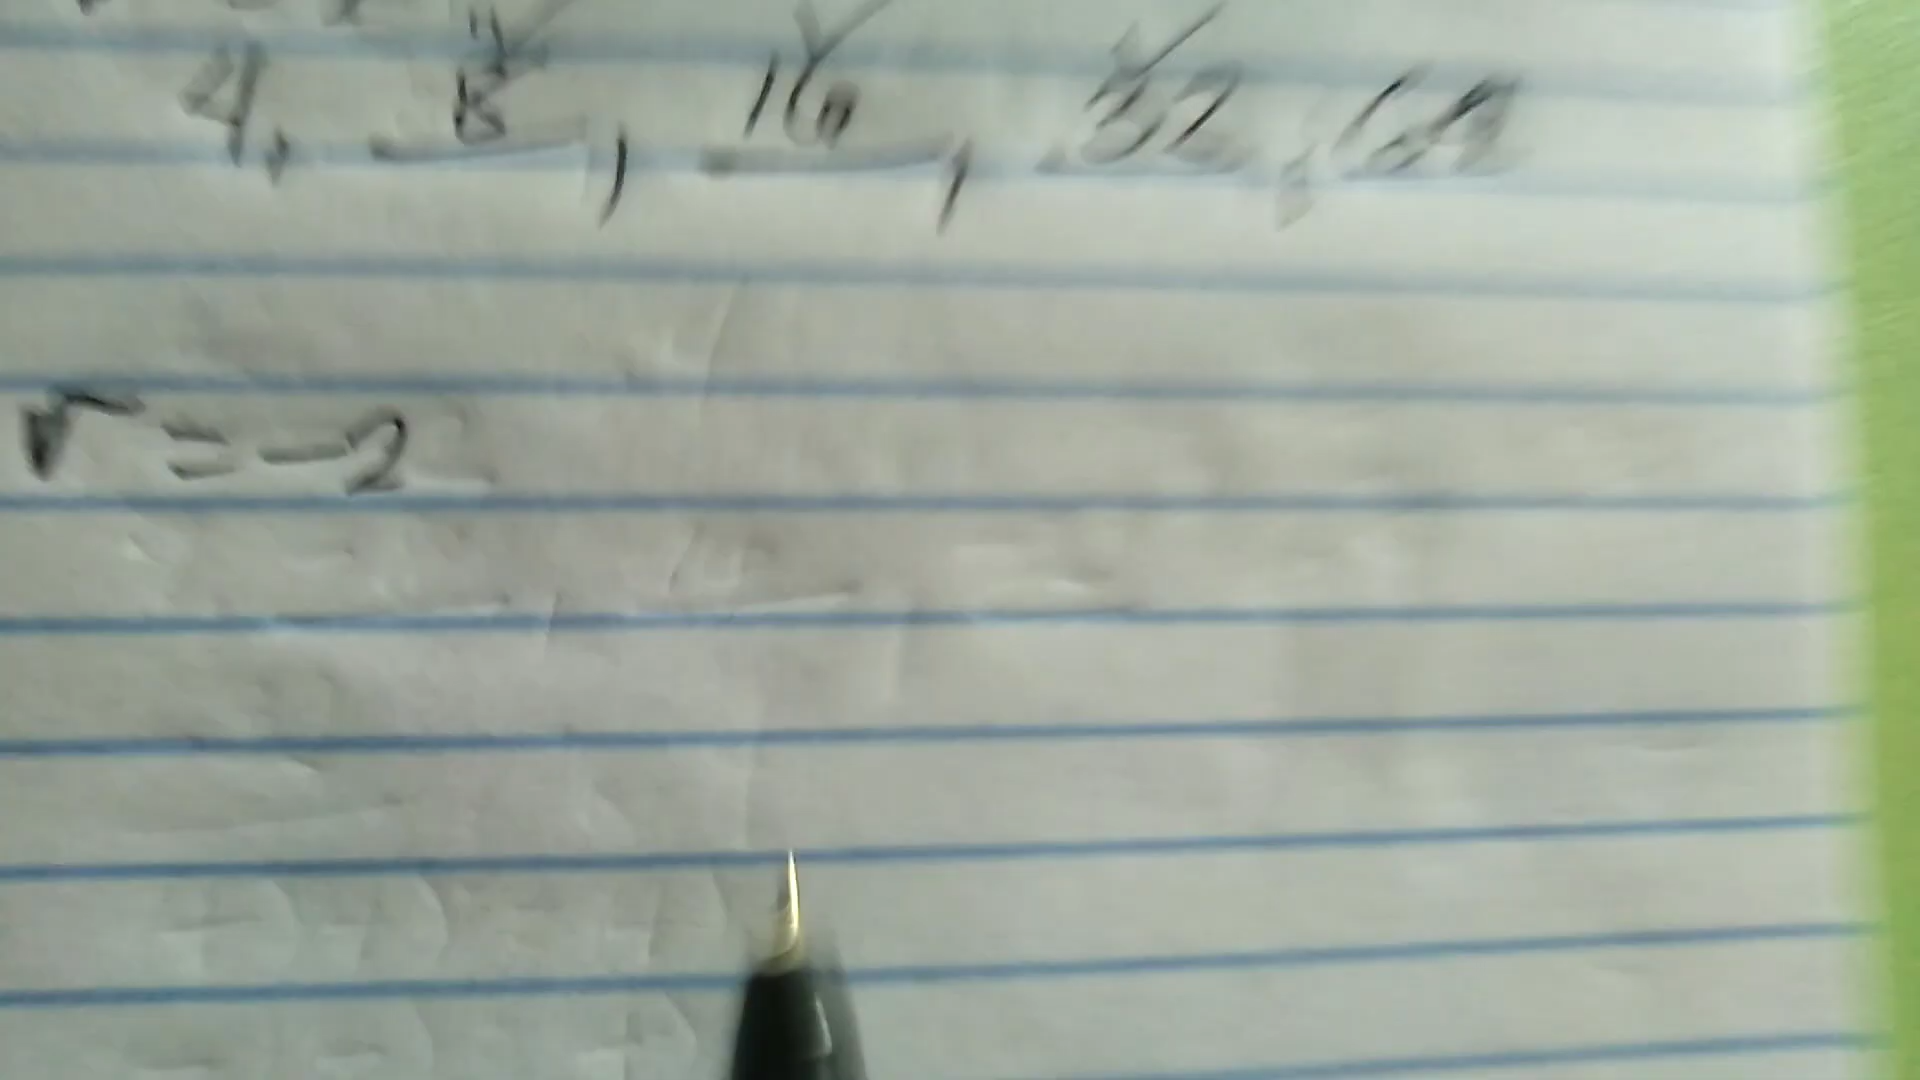 4, 8, 16, 32, 64
r = -2